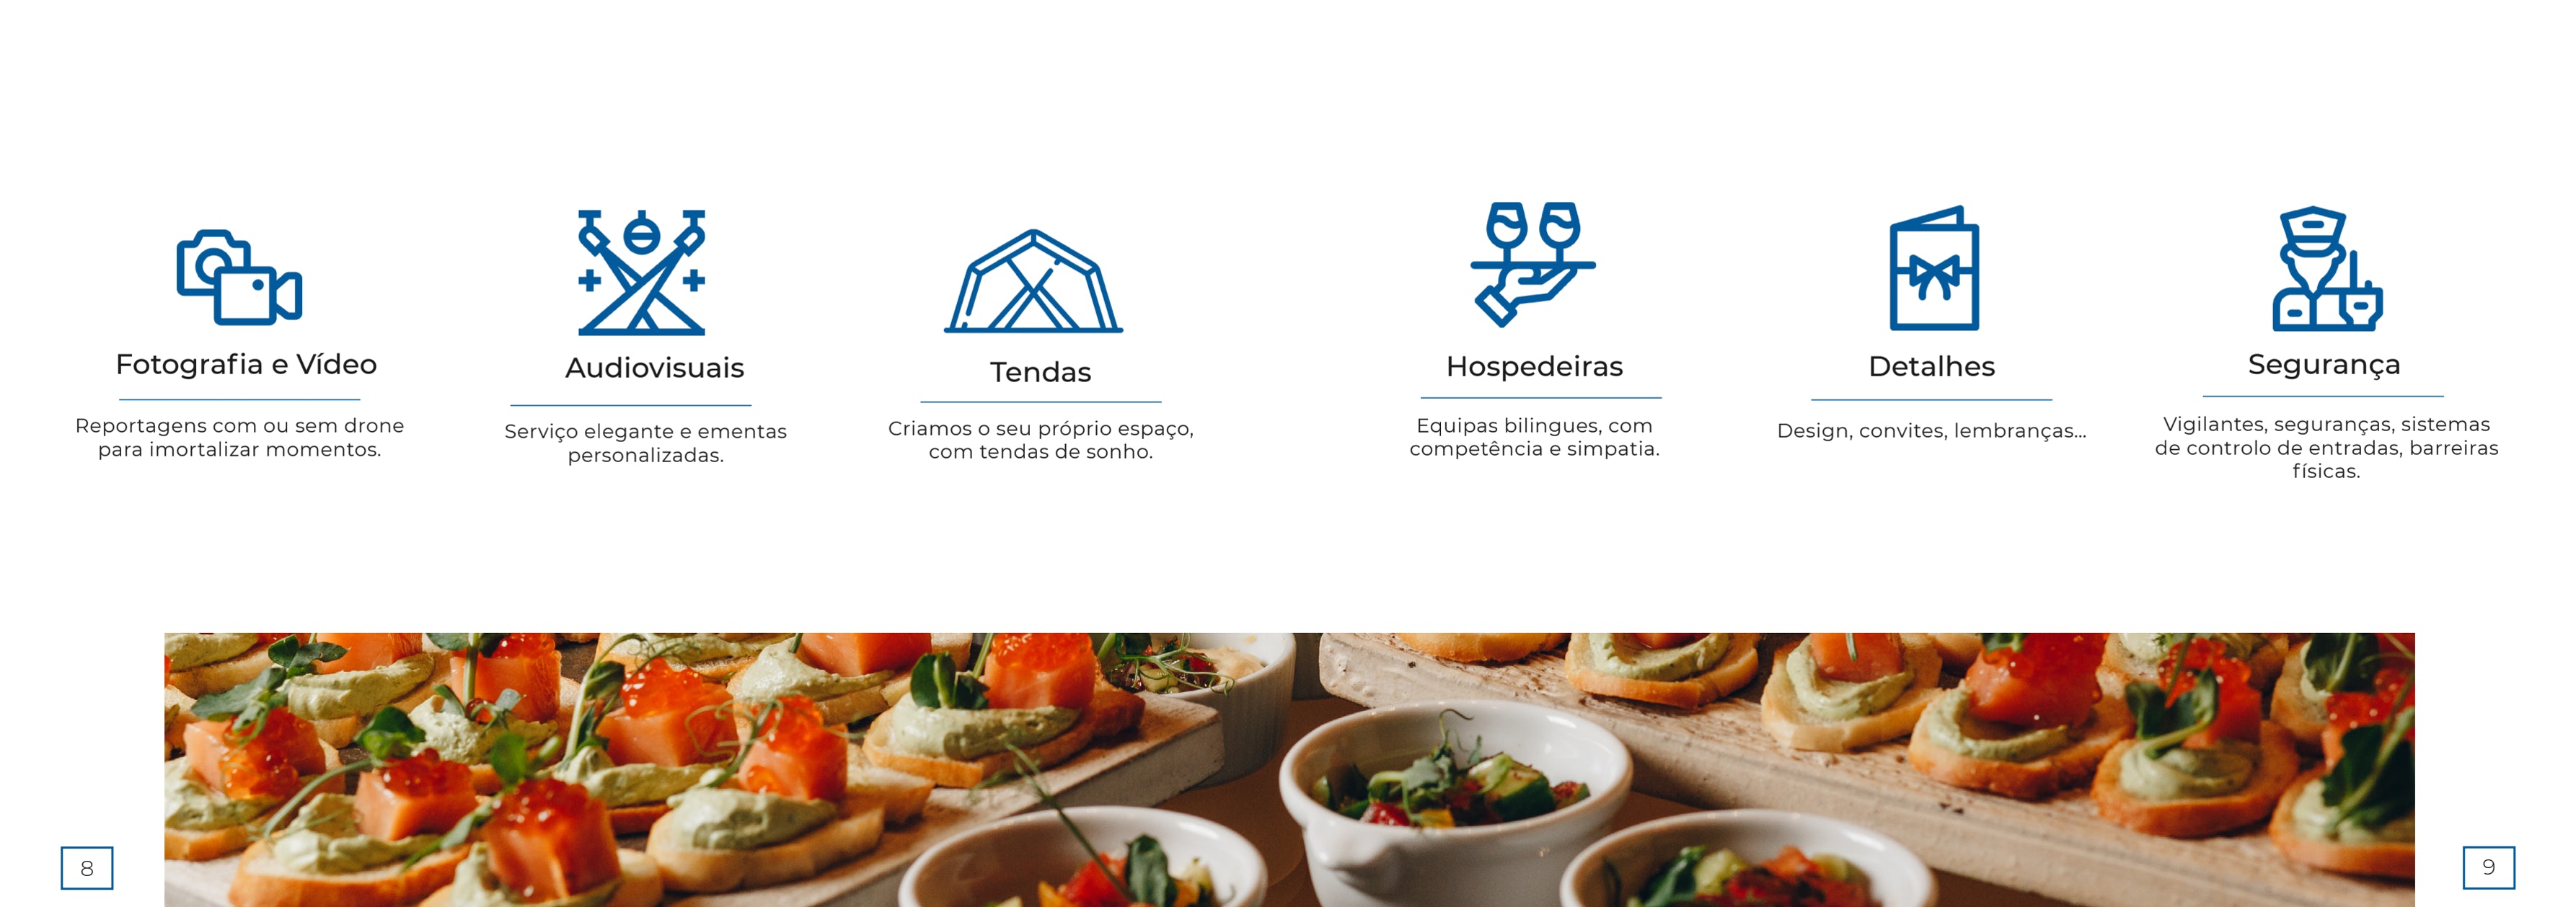 Fotografia e Vídeo
Reportagens com ou sem drone
para imortalizar momentos.
Audiovisuais
Serviço elegante e ementas
personalizadas.
Tendas
Criamos o seu próprio espaço,
com tendas de sonho.
Hospedeiras
Equipas bilingues, com
competência e simpatia.
Detalhes
Design, convites, lembranças...
Segurança
Vigilantes, seguranças, sistemas
de controlo de entradas, barreiras
físicas.
8
9